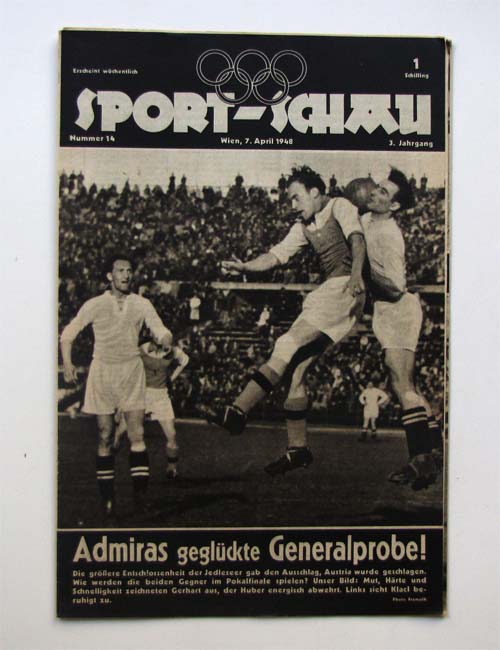 Erscheint wöchentlich
1
Schilling
SPORT-SCHAU
Nummer 14
Wien, 7. April 1948
3. Jahrgang
Admiras geglückte Generalprobe!
Die größere Entschlossenheit der Jedleseer gab den Ausschlag, Austria wurde geschlagen.
Wie werden die beiden Gegner im Pokalfinale spielen? Unser Bild: Mut, Härte und
Schnelligkeit zeichneten Gerhart aus, der Huber energisch abwehrt. Links sieht Klacl be-
ruhigt zu.
Photo